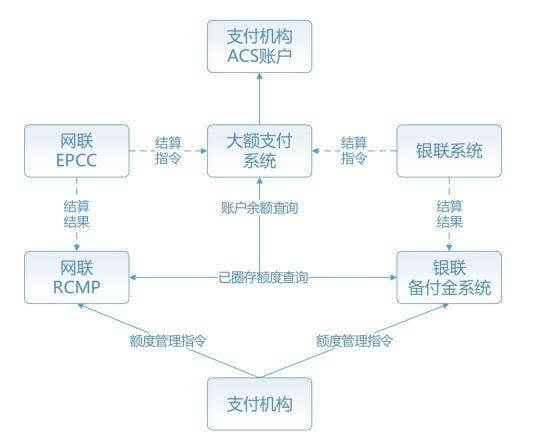 支付机构
ACS账户
网联
EPCC
结算
指令
大额支付
系统
结算
指令
银联系统
结算
结果
账户余额查询
结算
结果
网联
RCMP
已圈存额度查询
银联
备付金系统
额度管理指令
额度管理指令
支付机构